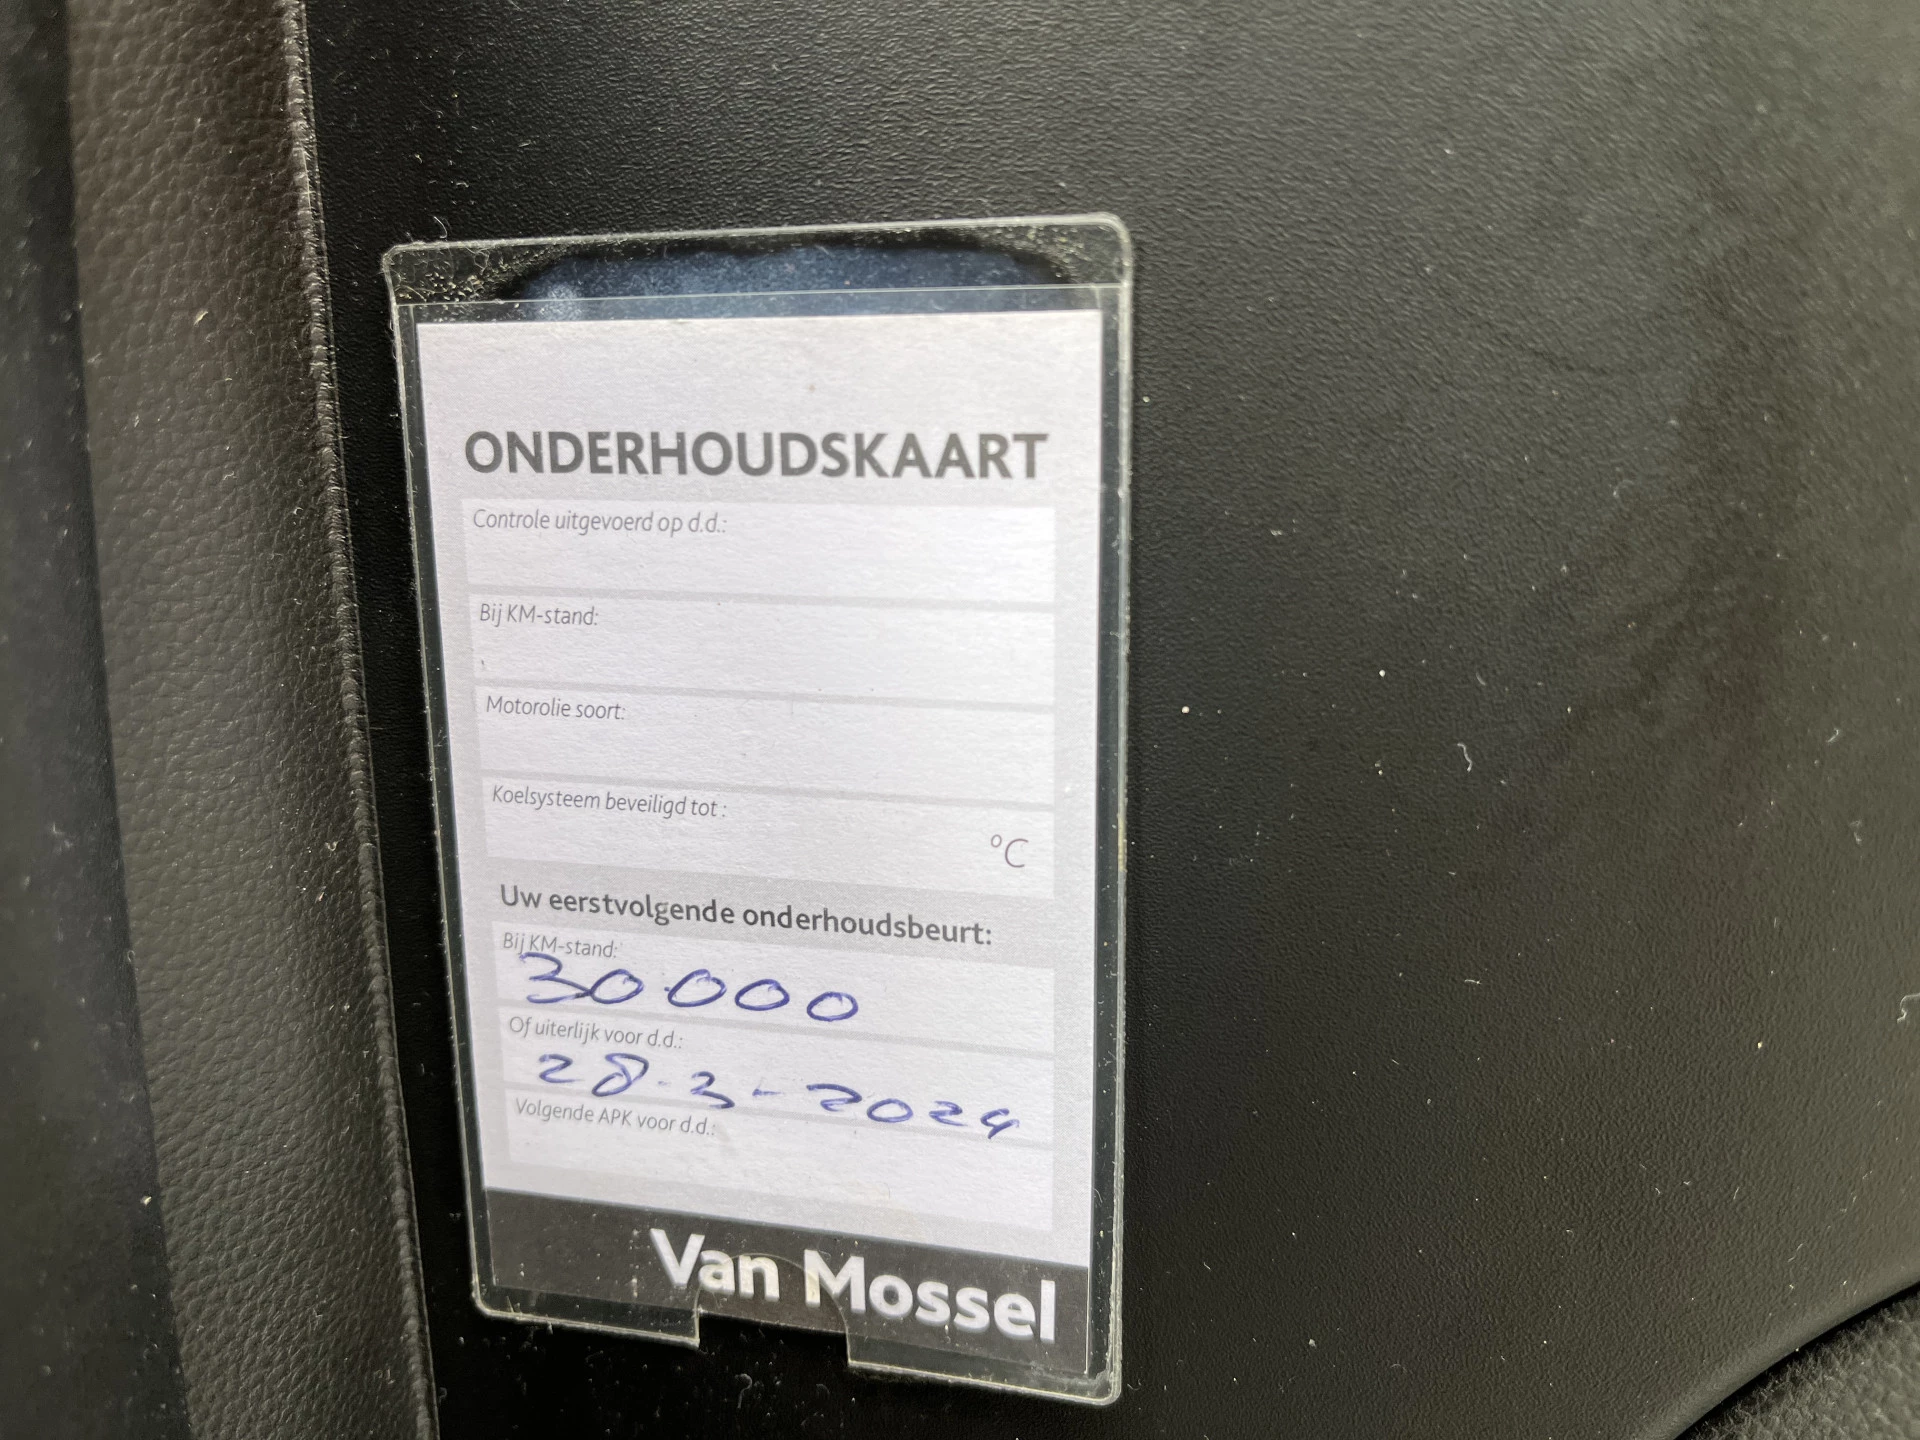 ONDERHOUDSKAART
Controle uitgevoerd op d.d.:
Bij KM-stand:
Motorolie soort:
Koelsysteem beveiligd tot :
°C
Uw eerstvolgende onderhoudsbeurt:
Bij KM-stand:
30.000
Of uiterlijk voor d.d.:
28-3-2024
Volgende APK voor d.d.:
Van Mossel